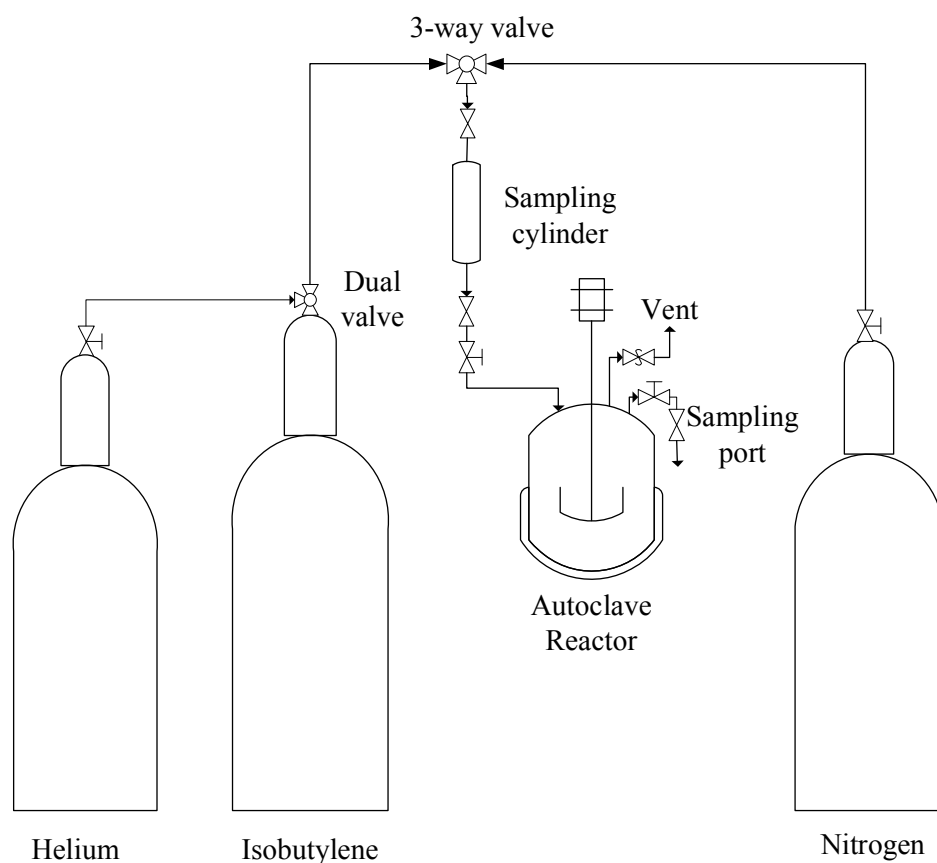 3-way valve
Sampling
cylinder
Dual
valve
Vent
Sampling
port
Autoclave
Reactor
Helium
Isobutylene
Nitrogen